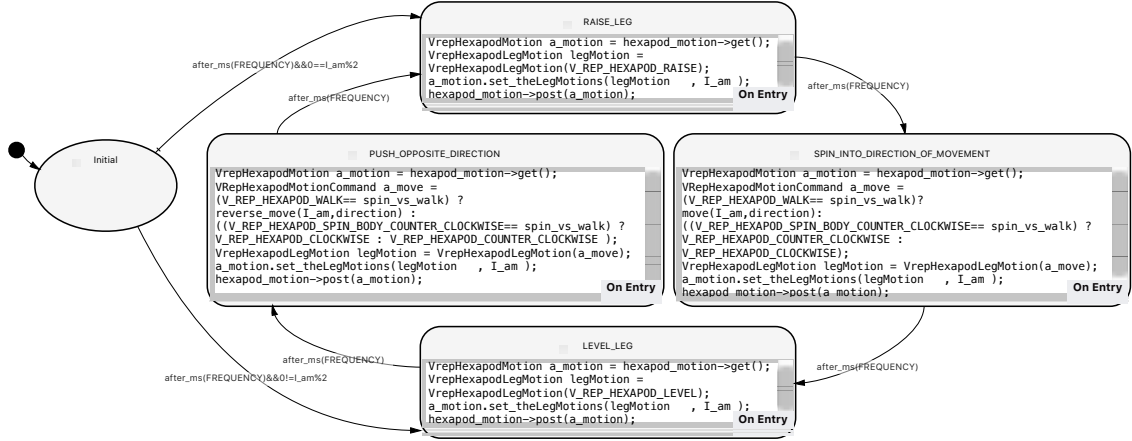 RAISE_LEG
VrepHexapodMotion a_motion = hexapod_motion->get();
VrepHexapodLegMotion legMotion =
VrepHexapodLegMotion(V_REP_HEXAPOD_RAISE);
a_motion.set_theLegMotions(legMotion , I_am );
hexapod_motion->post(a_motion);
On Entry
after_ms(FREQUENCY)&&0==I_am%2
after_ms(FREQUENCY)
after_ms(FREQUENCY)
Initial
PUSH_OPPOSITE_DIRECTION
VrepHexapodMotion a_motion = hexapod_motion->get();
VRepHexapodMotionCommand a_move =
(V_REP_HEXAPOD_WALK== spin_vs_walk) ?
reverse_move(I_am,direction) :
((V_REP_HEXAPOD_SPIN_BODY_COUNTER_CLOCKWISE== spin_vs_walk) ?
V_REP_HEXAPOD_CLOCKWISE : V_REP_HEXAPOD_COUNTER_CLOCKWISE );
VrepHexapodLegMotion legMotion = VrepHexapodLegMotion(a_move);
a_motion.set_theLegMotions(legMotion , I_am );
hexapod_motion->post(a_motion);
On Entry
SPIN_INTO_DIRECTION_OF_MOVEMENT
VrepHexapodMotion a_motion = hexapod_motion->get();
VRepHexapodMotionCommand a_move =
(V_REP_HEXAPOD_WALK== spin_vs_walk)?
move(I_am,direction):
((V_REP_HEXAPOD_SPIN_BODY_COUNTER_CLOCKWISE== spin_vs_walk) ?
V_REP_HEXAPOD_COUNTER_CLOCKWISE :
V_REP_HEXAPOD_CLOCKWISE);
VrepHexapodLegMotion legMotion = VrepHexapodLegMotion(a_move);
a_motion.set_theLegMotions(legMotion , I_am );
hexapod_motion->post(a_motion);
On Entry
LEVEL_LEG
VrepHexapodMotion a_motion = hexapod_motion->get();
VrepHexapodLegMotion legMotion =
VrepHexapodLegMotion(V_REP_HEXAPOD_LEVEL);
a_motion.set_theLegMotions(legMotion , I_am );
hexapod_motion->post(a_motion);
On Entry
after_ms(FREQUENCY)
after_ms(FREQUENCY)&&0!=I_am%2
after_ms(FREQUENCY)